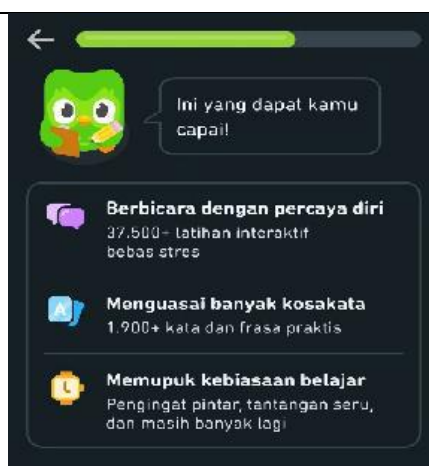 Ini yang dapat kamu
capai!
Berbicara dengan percaya diri
37.500+ latihan interaktif
bebas stres
Menguasai banyak kosakata
1.900+ kata dan frasa praktis
Memupuk kebiasaan belajar
Pengingat pintar, tantangan seru,
dan masih banyak lagi